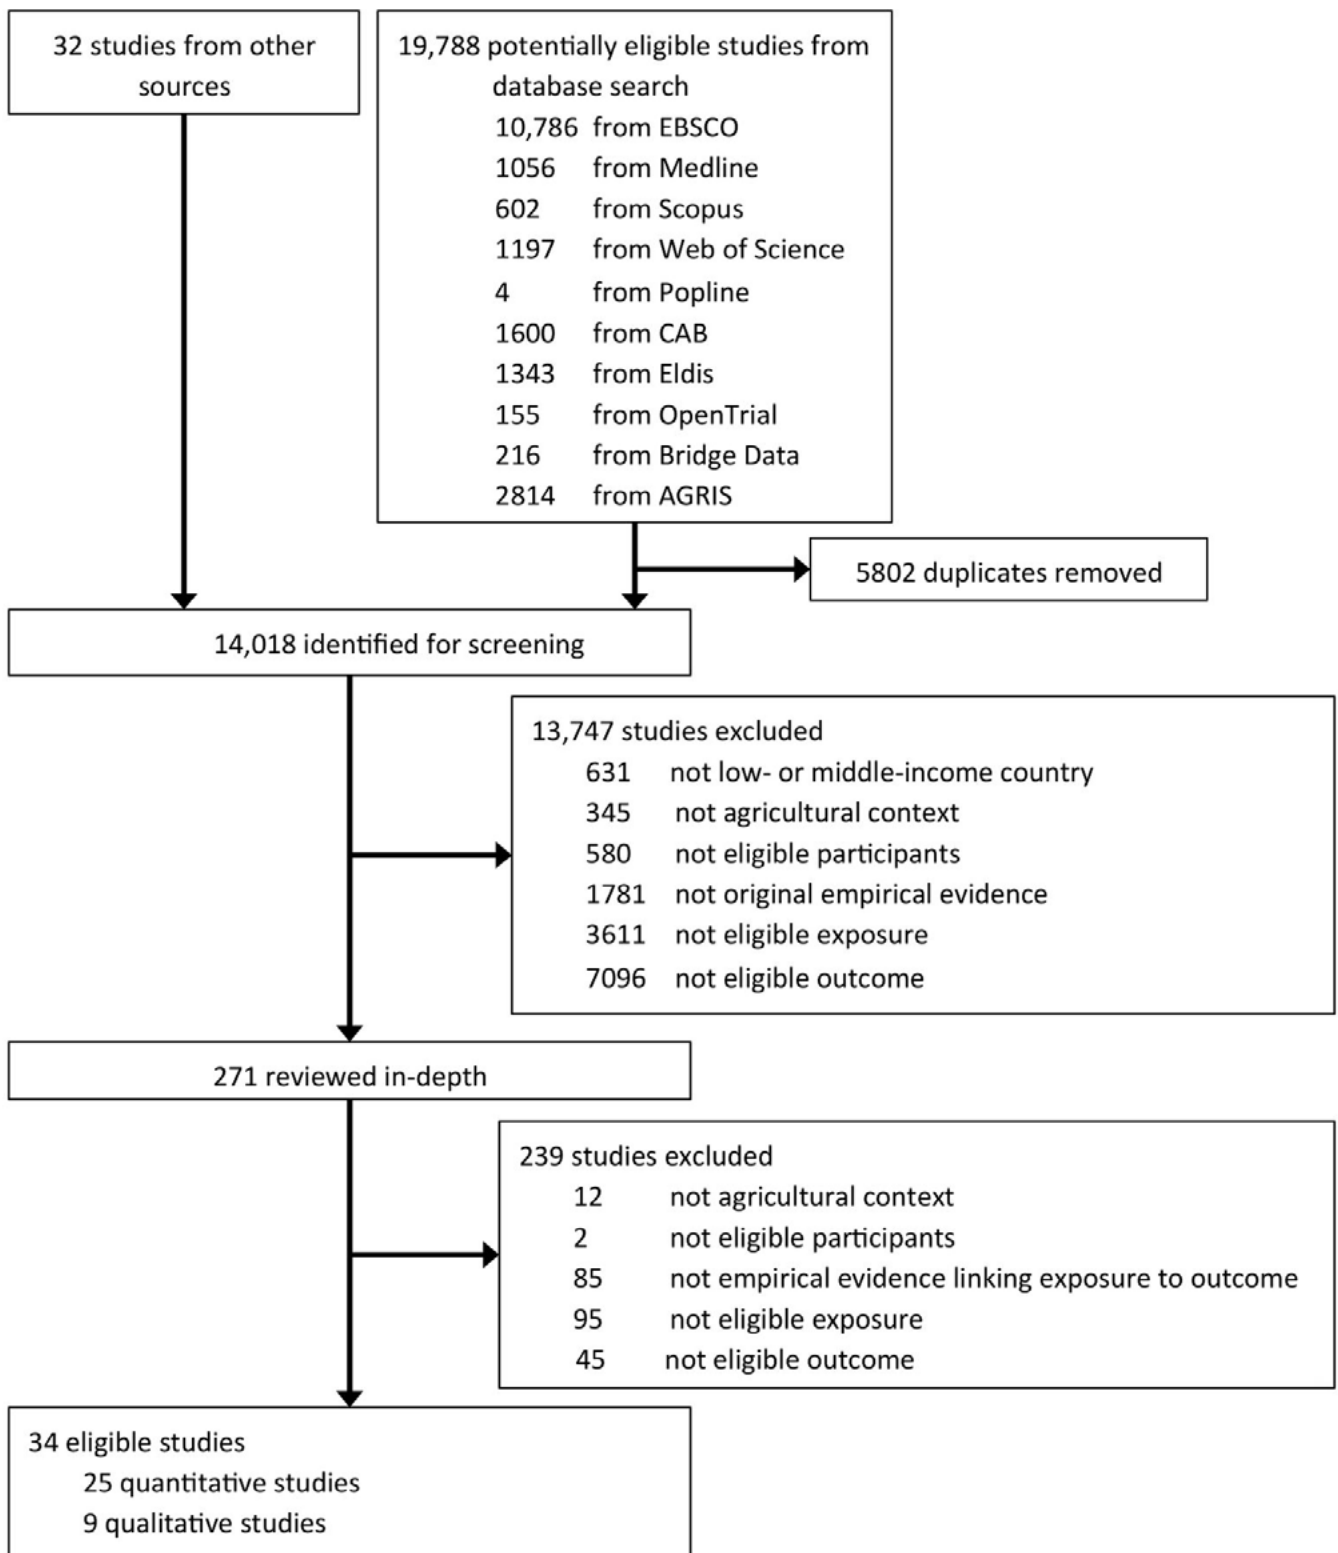 32 studies from other
sources
19,788 potentially eligible studies from
database search
10,786 from EBSCO
1056 from Medline
602 from Scopus
1197 from Web of Science
4 from Popline
1600 from CAB
1343 from Eldis
155 from OpenTrial
216 from Bridge Data
2814 from AGRIS
5802 duplicates removed
14,018 identified for screening
13,747 studies excluded
631 not low- or middle-income country
345 not agricultural context
580 not eligible participants
1781 not original empirical evidence
3611 not eligible exposure
7096 not eligible outcome
271 reviewed in-depth
239 studies excluded
12 not agricultural context
2 not eligible participants
85 not empirical evidence linking exposure to outcome
95 not eligible exposure
45 not eligible outcome
34 eligible studies
25 quantitative studies
9 qualitative studies